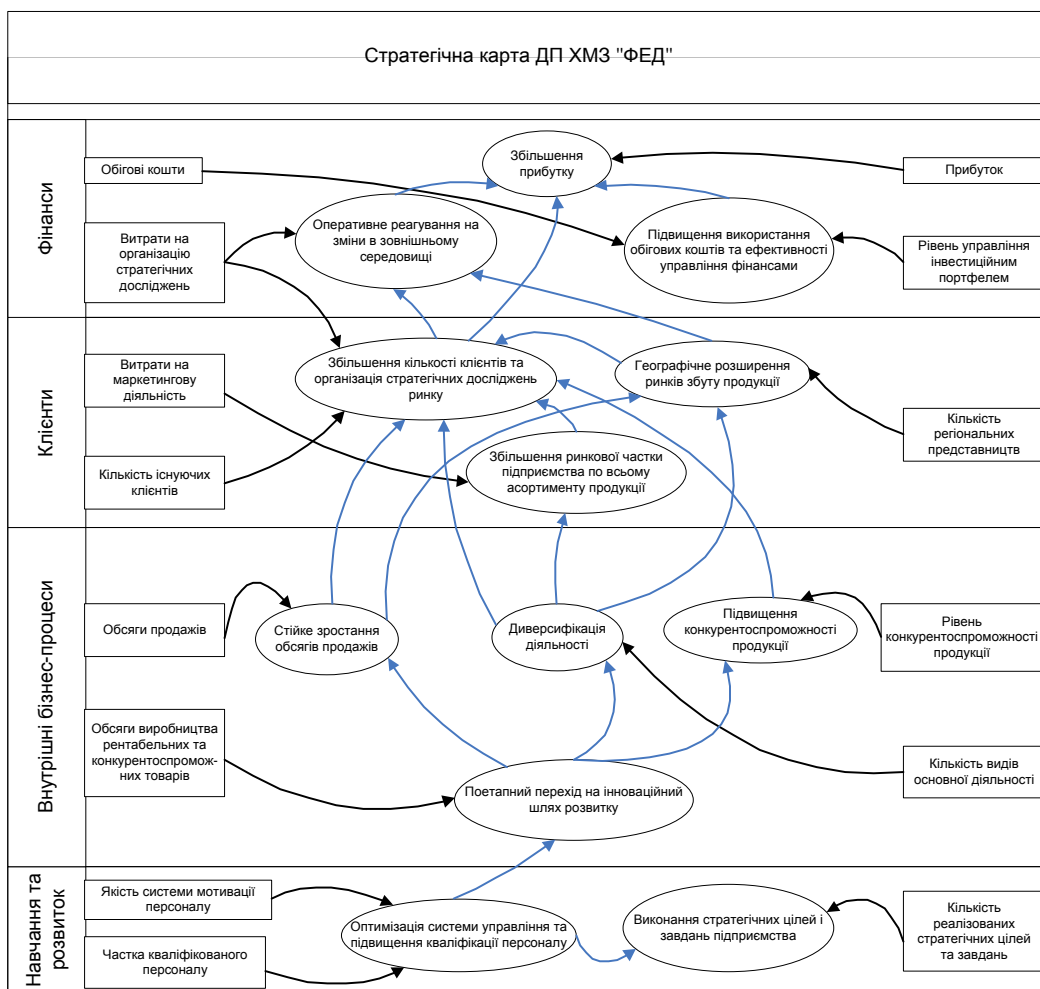 Стратегічна карта ДП ХМЗ "ФЕД"
Фінанси
Обігові кошти
Збільшення
прибутку
Прибуток
Витрати на
організацію
стратегічних
досліджень
Оперативне реагування на
зміни в зовнішньому
середовищі
Підвищення використання
обігових коштів та ефективності
управління фінансами
Рівень управління
інвестиційним
портфелем
Клієнти
Витрати на
маркетингову
діяльність
Збільшення кількості клієнтів та
організація стратегічних досліджень
ринку
Географічне розширення
ринків збуту продукції
Кількість
регіональних
представництв
Кількість існуючих
клієнтів
Збільшення ринкової частки
підприємства по всьому
асортименту продукції
Внутрішні бізнес-процеси
Обсяги продажів
Стійке зростання
обсягів продажів
Диверсифікація
діяльності
Підвищення
конкурентоспроможності
продукції
Рівень
конкурентоспроможності
продукції
Обсяги виробництва
рентабельних та
конкурентоспромож-
них товарів
Поетапний перехід на інноваційний
шлях розвитку
Кількість видів
основної діяльності
Навчання та
розвиток
Якість системи мотивації
персоналу
Частка кваліфікованого
персоналу
Оптимізація системи управління та
підвищення кваліфікації персоналу
Виконання стратегічних цілей і
завдань підприємства
Кількість
реалізованих
стратегічних цілей
та завдань